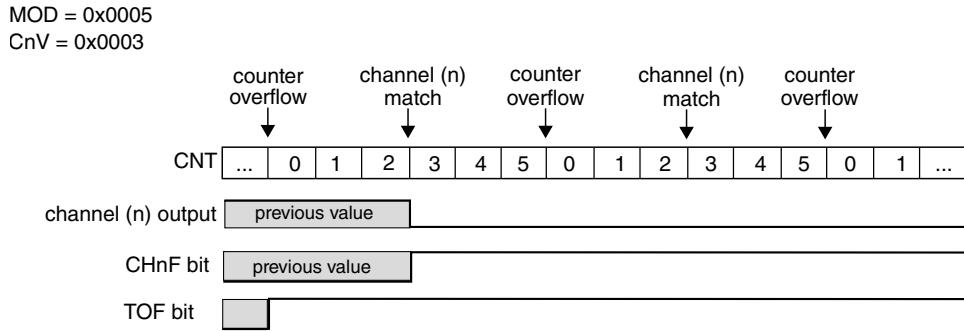 MOD = 0x0005
CnV = 0x0003
counter overflow
channel (n) match
counter overflow
channel (n) match
counter overflow
CNT ... 0 1 2 3 4 5 0 1 2 3 4 5 0 1 ...
channel (n) output previous value
CHnF bit previous value
TOF bit